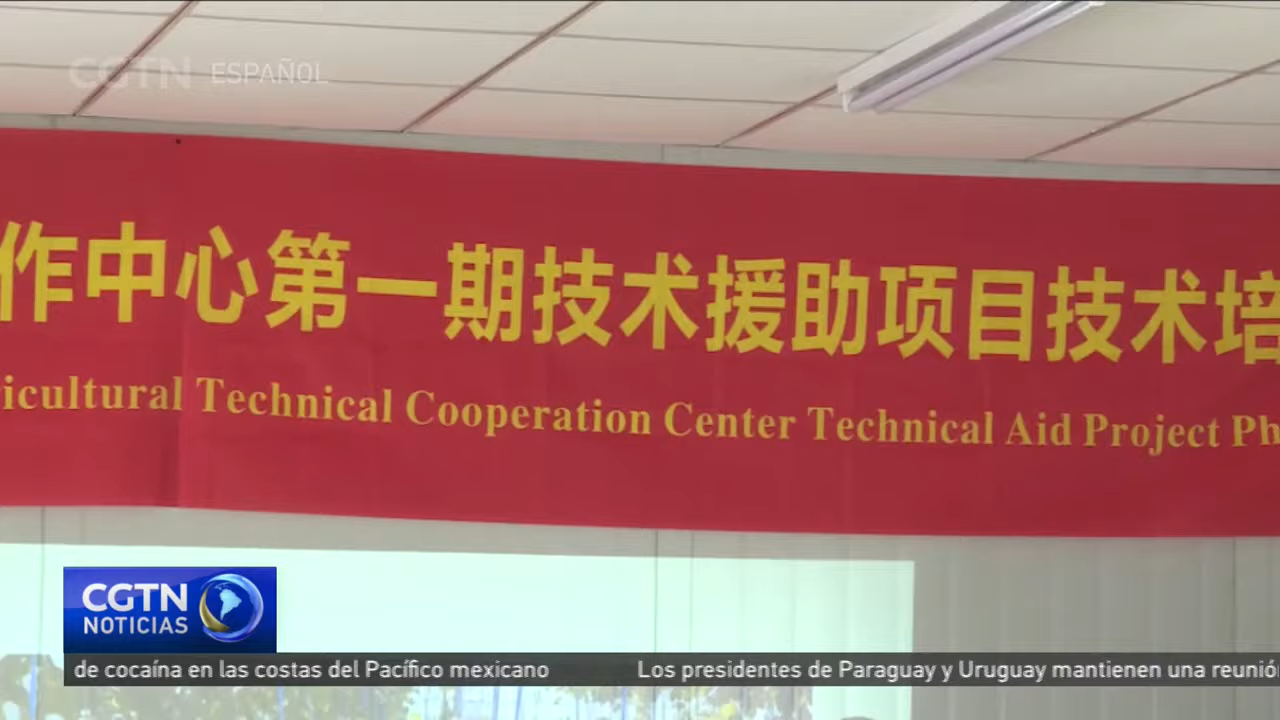 CGTN ESPAÑOL
作中心第一期技术援助项目技术培
icultural Technical Cooperation Center Technical Aid Project Ph
CGTN
NOTICIAS
de cocaína en las costas del Pacífico mexicano Los presidentes de Paraguay y Uruguay mantienen una reunión